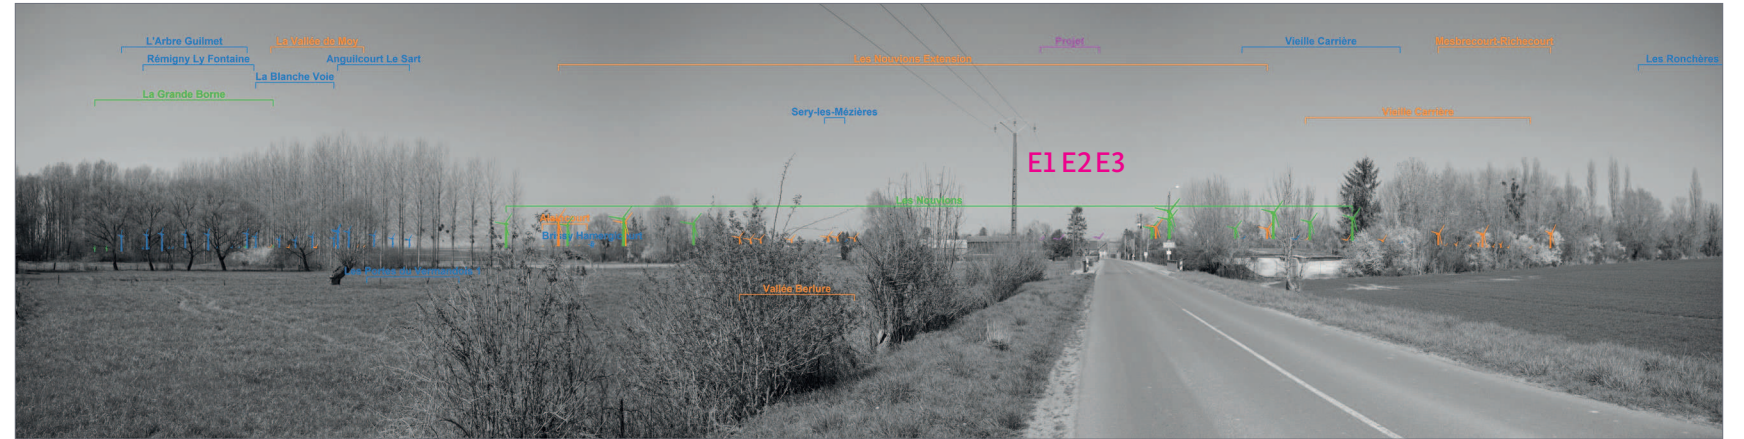 L'Arbre Guilmet
La Vallée de Moy
Projet
Vieille Carrière
Mesbrecourt-Richecourt
Rémigny Ly Fontaine
Anguilcourt Le Sart
Les Nouvions Extension
Les Ronchères
La Blanche Voie
La Grande Borne
Sery-les-Mézières
Vieille Carrière
E1 E2 E3
Les Nouvions
Vallée Berlure